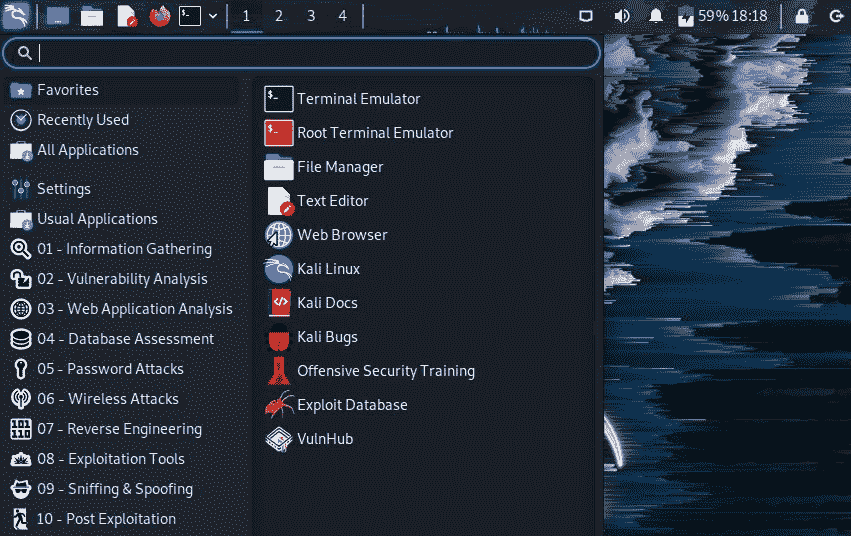 1 2 3 4 59% 18:18
Favorites
Recently Used
All Applications
Settings
Usual Applications
01 - Information Gathering
02 - Vulnerability Analysis
03 - Web Application Analysis
04 - Database Assessment
05 - Password Attacks
06 - Wireless Attacks
07 - Reverse Engineering
08 - Exploitation Tools
09 - Sniffing & Spoofing
10 - Post Exploitation
Terminal Emulator
Root Terminal Emulator
File Manager
Text Editor
Web Browser
Kali Linux
Kali Docs
Kali Bugs
Offensive Security Training
Exploit Database
VulnHub